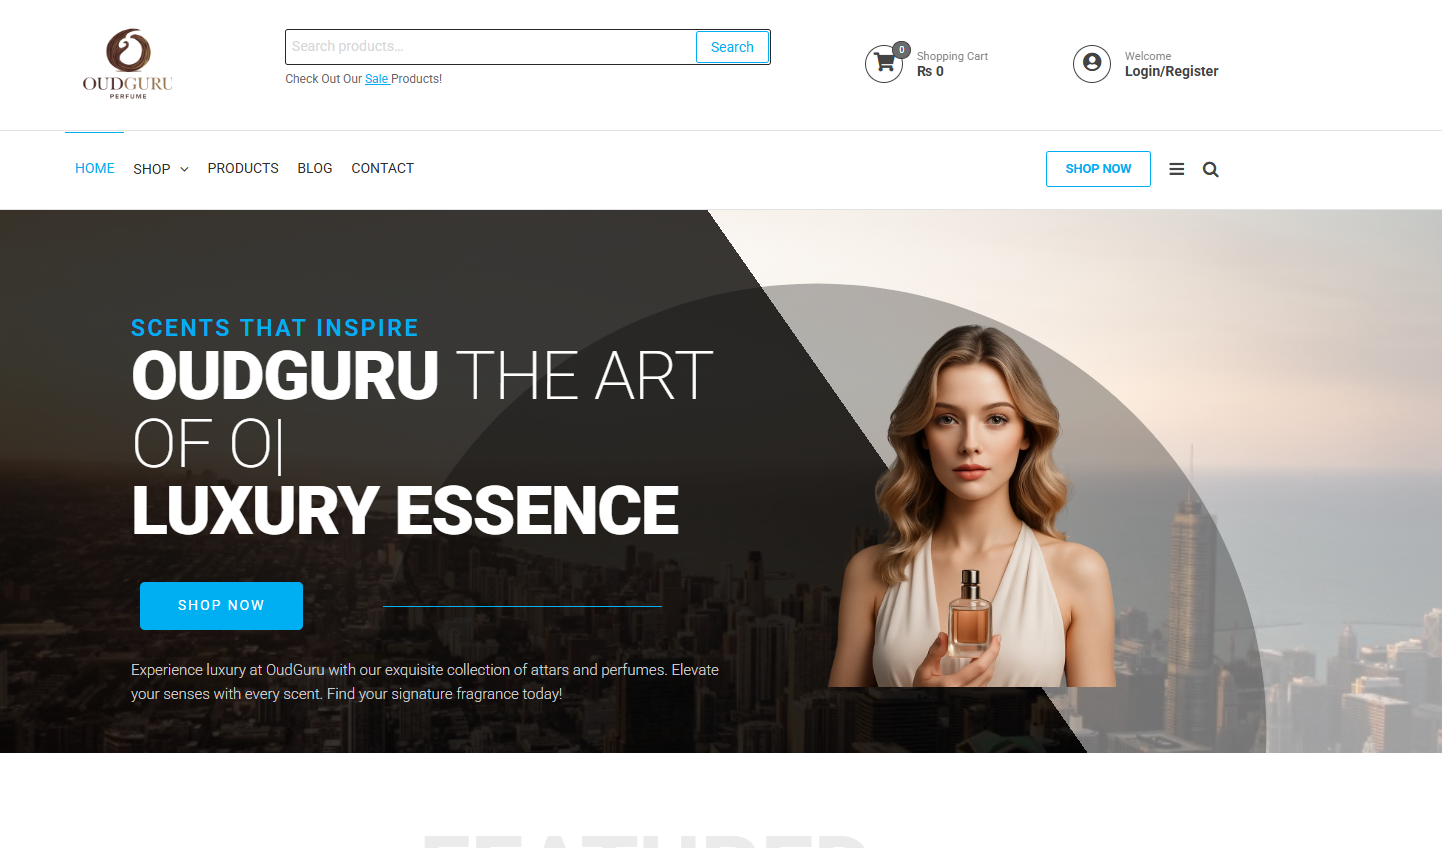 OUDGURU
PERFUME
Search products...
Search
Check Out Our Sale Products!
0
Shopping Cart
₨ 0
Welcome
Login/Register
HOME
SHOP
PRODUCTS
BLOG
CONTACT
SHOP NOW
SCENTS THAT INSPIRE
OUDGURU THE ART
OF O|
LUXURY ESSENCE
SHOP NOW
Experience luxury at OudGuru with our exquisite collection of attars and perfumes. Elevate
your senses with every scent. Find your signature fragrance today!
FEATURED